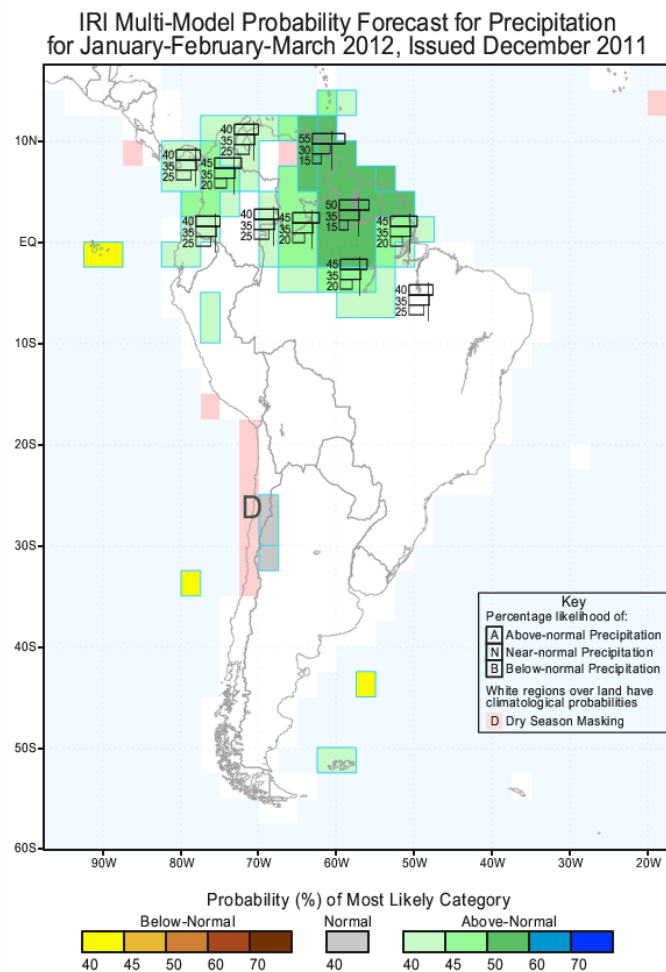 IRI Multi-Model Probability Forecast for Precipitation
for January-February-March 2012, Issued December 2011
10N
EQ
10S
20S
30S
40S
50S
60S
90W
80W
70W
60W
50W
40W
30W
20W
40
35
25
40
35
25
45
35
20
55
30
15
40
35
25
40
35
25
45
35
20
50
35
15
45
35
20
45
35
20
40
35
25
D
Key
Percentage likelihood of:
A Above-normal Precipitation
N Near-normal Precipitation
B Below-normal Precipitation
White regions over land have
climatological probabilities
D Dry Season Masking
Probability (%) of Most Likely Category
Below-Normal
Normal
Above-Normal
40 45 50 60 70
40
40 45 50 60 70